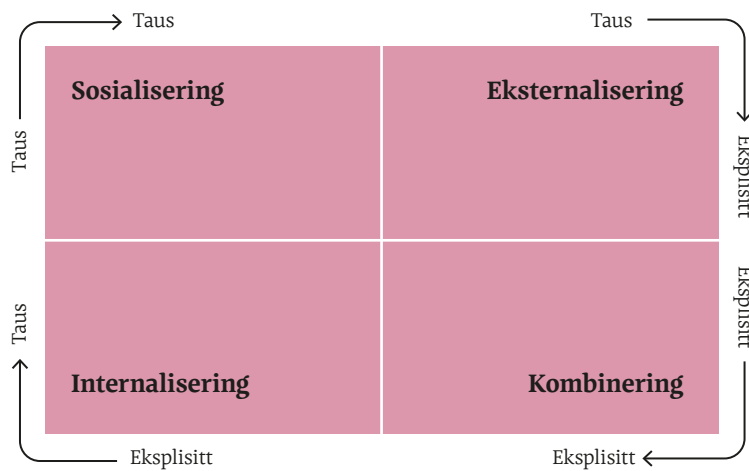 Taus
Taus
Taus
Sosialisering
Eksternalisering
Eksplisitt
Taus
Eksplisitt
Internalisering
Kombinering
Eksplisitt
Eksplisitt